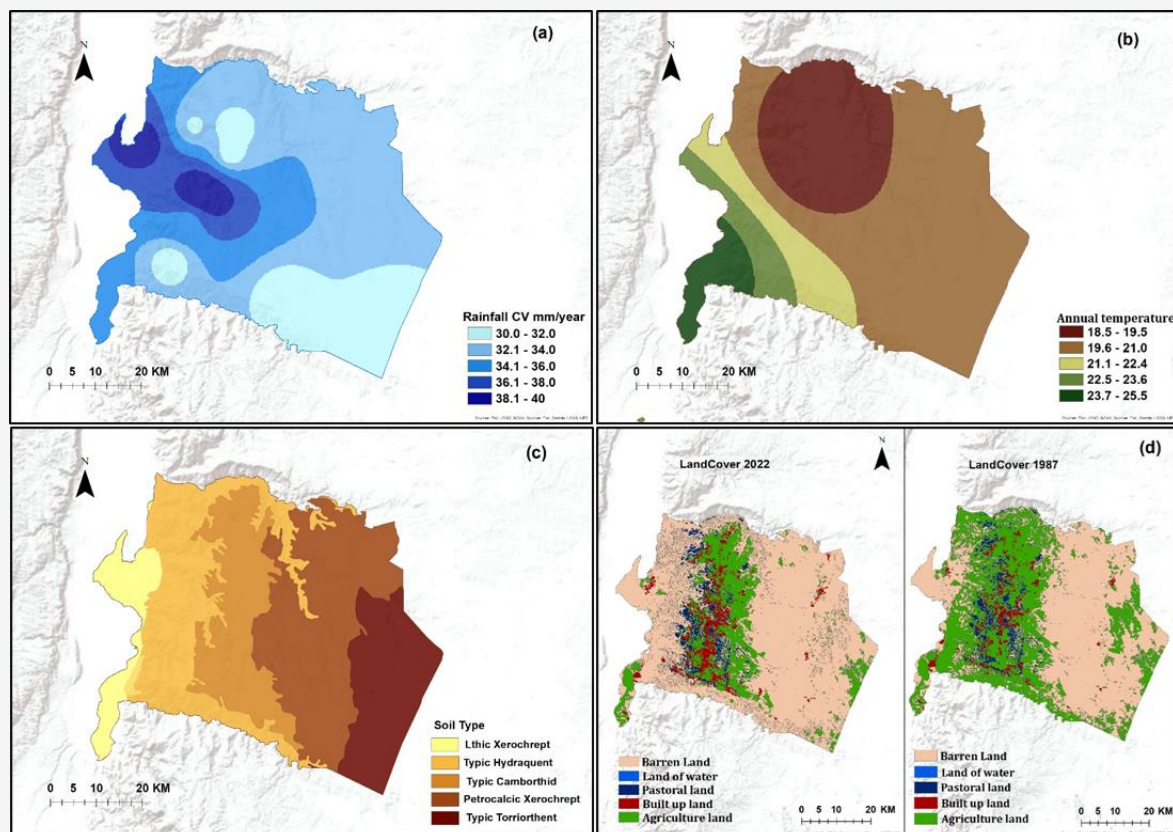 (a)
N
Rainfall CV mm/year
30.0 - 32.0
32.1 - 34.0
34.1 - 36.0
36.1 - 38.0
38.1 - 40
0 5 10 20 KM
(b)
N
Annual temperature
18.5 - 19.5
19.6 - 21.0
21.1 - 22.4
22.5 - 23.6
23.7 - 25.5
0 5 10 20 KM
(c)
N
Soil Type
Lthic Xerochrept
Typic Hydraquent
Typic Camborthid
Petrocalcic Xerochrept
Typic Torriorthent
0 5 10 20 KM
(d)
N
LandCover 2022
Barren Land
Land of water
Pastoral land
Built up land
Agriculture land
0 5 10 20 KM
LandCover 1987
Barren Land
Land of water
Pastoral land
Built up land
Agriculture land
0 5 10 20 KM